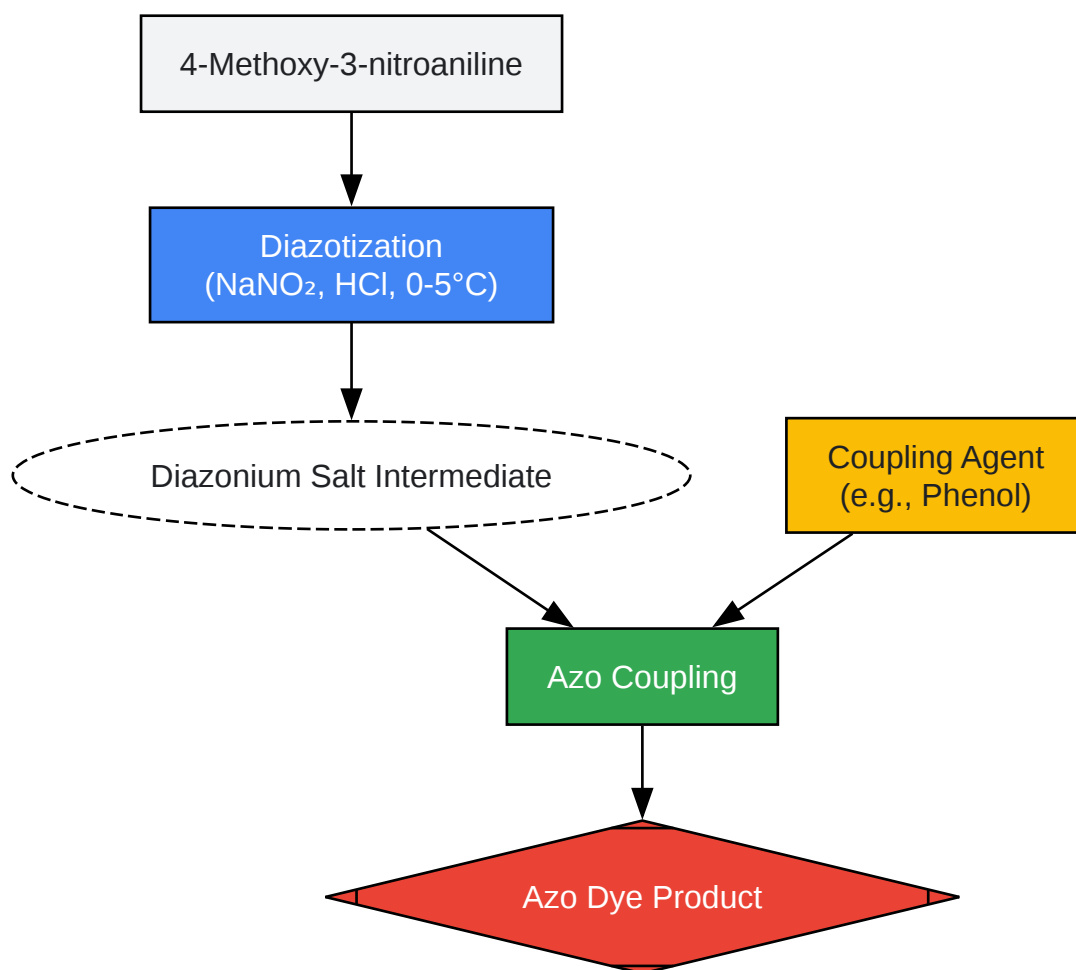 4-Methoxy-3-nitroaniline
Diazotization
(NaNO₂, HCl, 0-5°C)
Diazonium Salt Intermediate
Coupling Agent
(e.g., Phenol)
Azo Coupling
Azo Dye Product